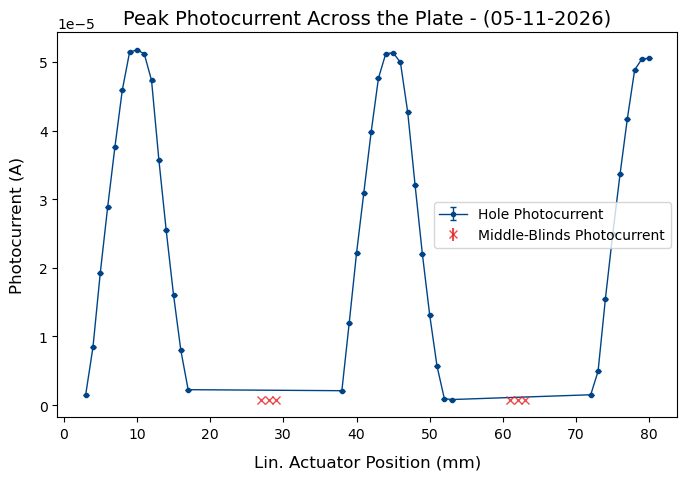 Peak Photocurrent Across the Plate - (05-11-2026)
1e−5
5
4
3
2
1
0
Photocurrent (A)
Hole Photocurrent
Middle-Blinds Photocurrent
0 10 20 30 40 50 60 70 80
Lin. Actuator Position (mm)